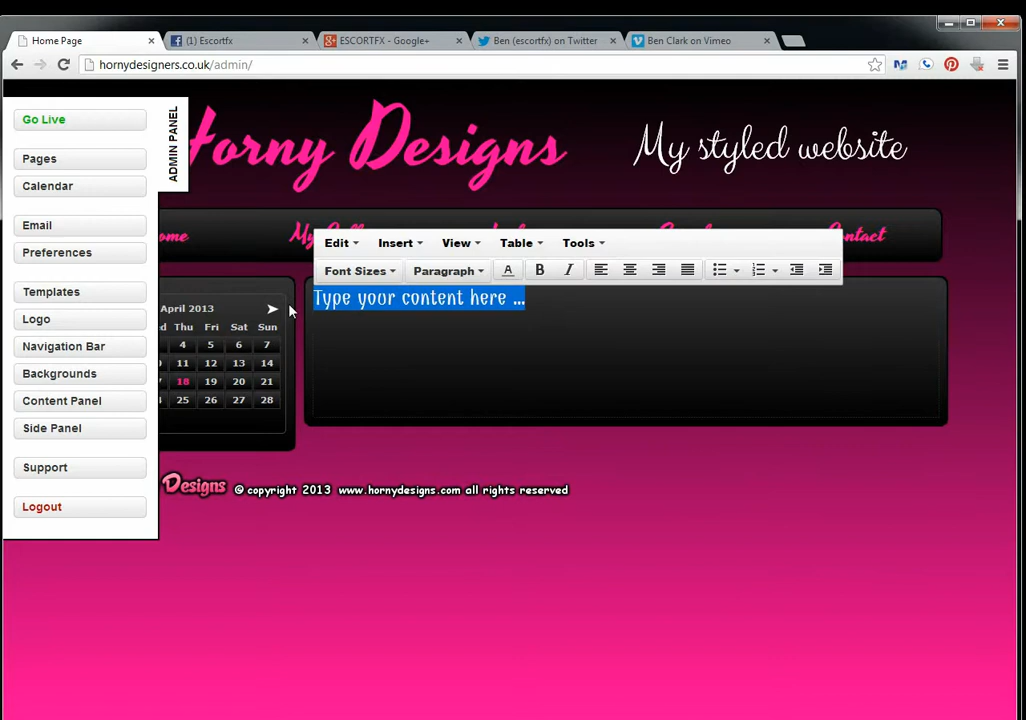 Home Page
(1) Escortfx
ESCORTFX - Google+
Ben (escortfx) on Twitter
Ben Clark on Vimeo
hornydesigners.co.uk/admin/
Go Live
Pages
Calendar
Email
Preferences
Templates
Logo
Navigation Bar
Backgrounds
Content Panel
Side Panel
Support
Logout
ADMIN PANEL
Horny Designs
My styled website
ome
ontact
Edit Insert View Table Tools
Font Sizes Paragraph A B I
Type your content here ...
April 2013
ed Thu Fri Sat Sun
4 5 6 7
11 12 13 14
18 19 20 21
25 26 27 28
Designs © copyright 2013 www.hornydesigns.com all rights reserved